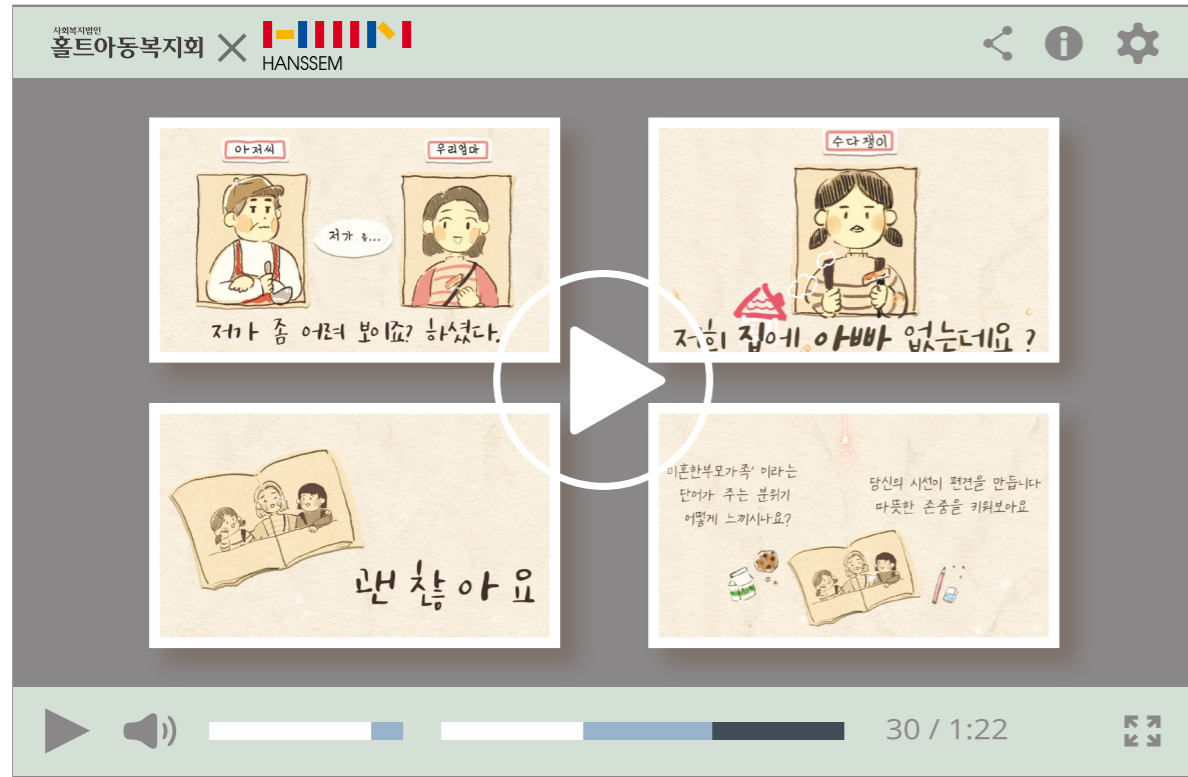 사회복지법인
홀트아동복지회
HANSSEM
아저씨
우리엄마
저가 좀...
저가 좀 어려 보이죠? 하셨다.
수다쟁이
저희 집에 아빠 없는데요?
괜찮아요
'미혼한부모가족' 이라는
단어가 주는 분위기
어떻게 느끼시나요?
당신의 시선이 편견을 만듭니다
따뜻한 존중을 키워보아요
30 / 1:22